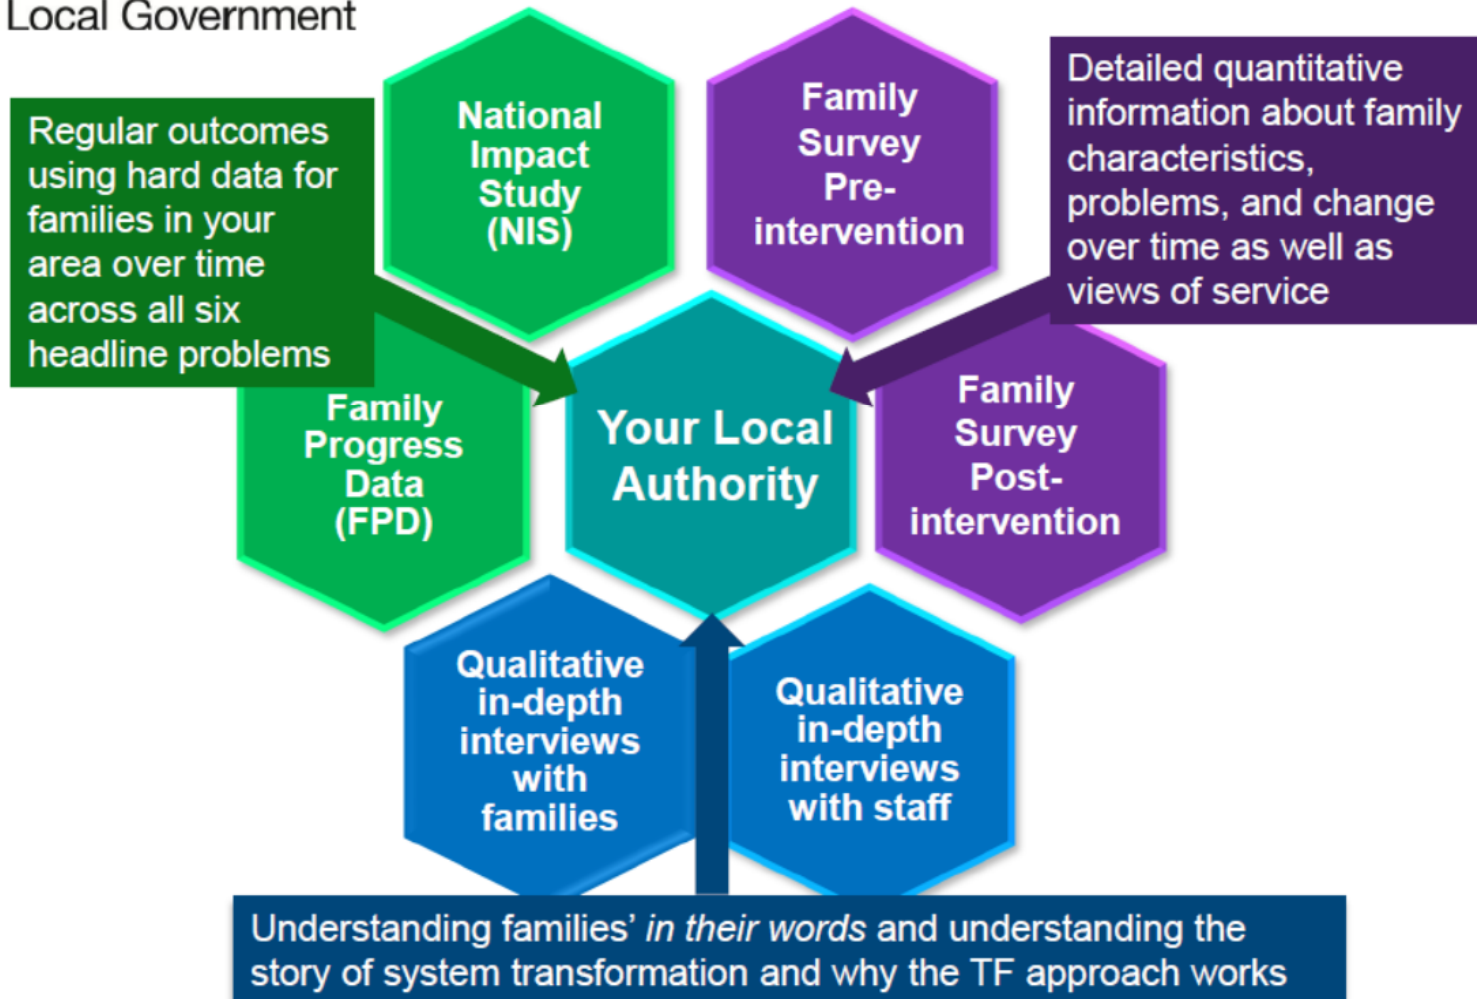 Local Government
Regular outcomes
using hard data for
families in your
area over time
across all six
headline problems
National
Impact
Study
(NIS)
Family
Survey
Pre-
intervention
Detailed quantitative
information about family
characteristics,
problems, and change
over time as well as
views of service
Family
Progress
Data
(FPD)
Your Local
Authority
Family
Survey
Post-
intervention
Qualitative
in-depth
interviews
with
families
Qualitative
in-depth
interviews
with staff
Understanding families' in their words and understanding the
story of system transformation and why the TF approach works